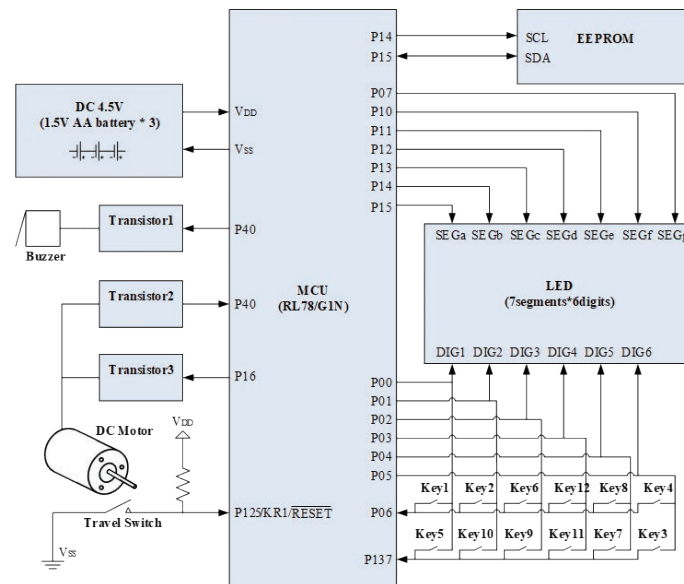 P14
P15
SCL
SDA
EEPROM
DC 4.5V
(1.5V AA battery * 3)
VDD
VSS
P07
P10
P11
P12
P13
P14
P15
Transistor1
P40
Buzzer
SEGa SEGb SEGc SEGd SEGe SEGf SEGg
MCU
(RL78/G1N)
LED
(7segments*6digits)
Transistor2
P40
DIG1 DIG2 DIG3 DIG4 DIG5 DIG6
Transistor3
P16
P00
P01
P02
P03
P04
P05
VDD
DC Motor
Travel Switch
Key1 Key2 Key6 Key12 Key8 Key4
P125/KR1/RESET
P06
Key5 Key10 Key9 Key11 Key7 Key3
VSS
P137